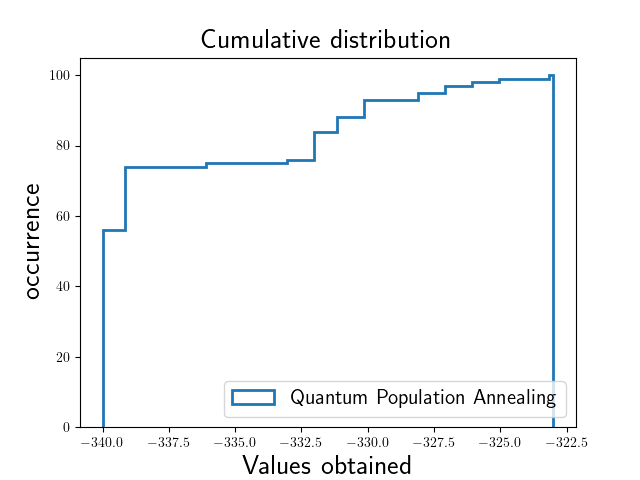 Cumulative distribution
100
80
60
40
20
0
occurrence
Quantum Population Annealing
−340.0 −337.5 −335.0 −332.5 −330.0 −327.5 −325.0 −322.5
Values obtained